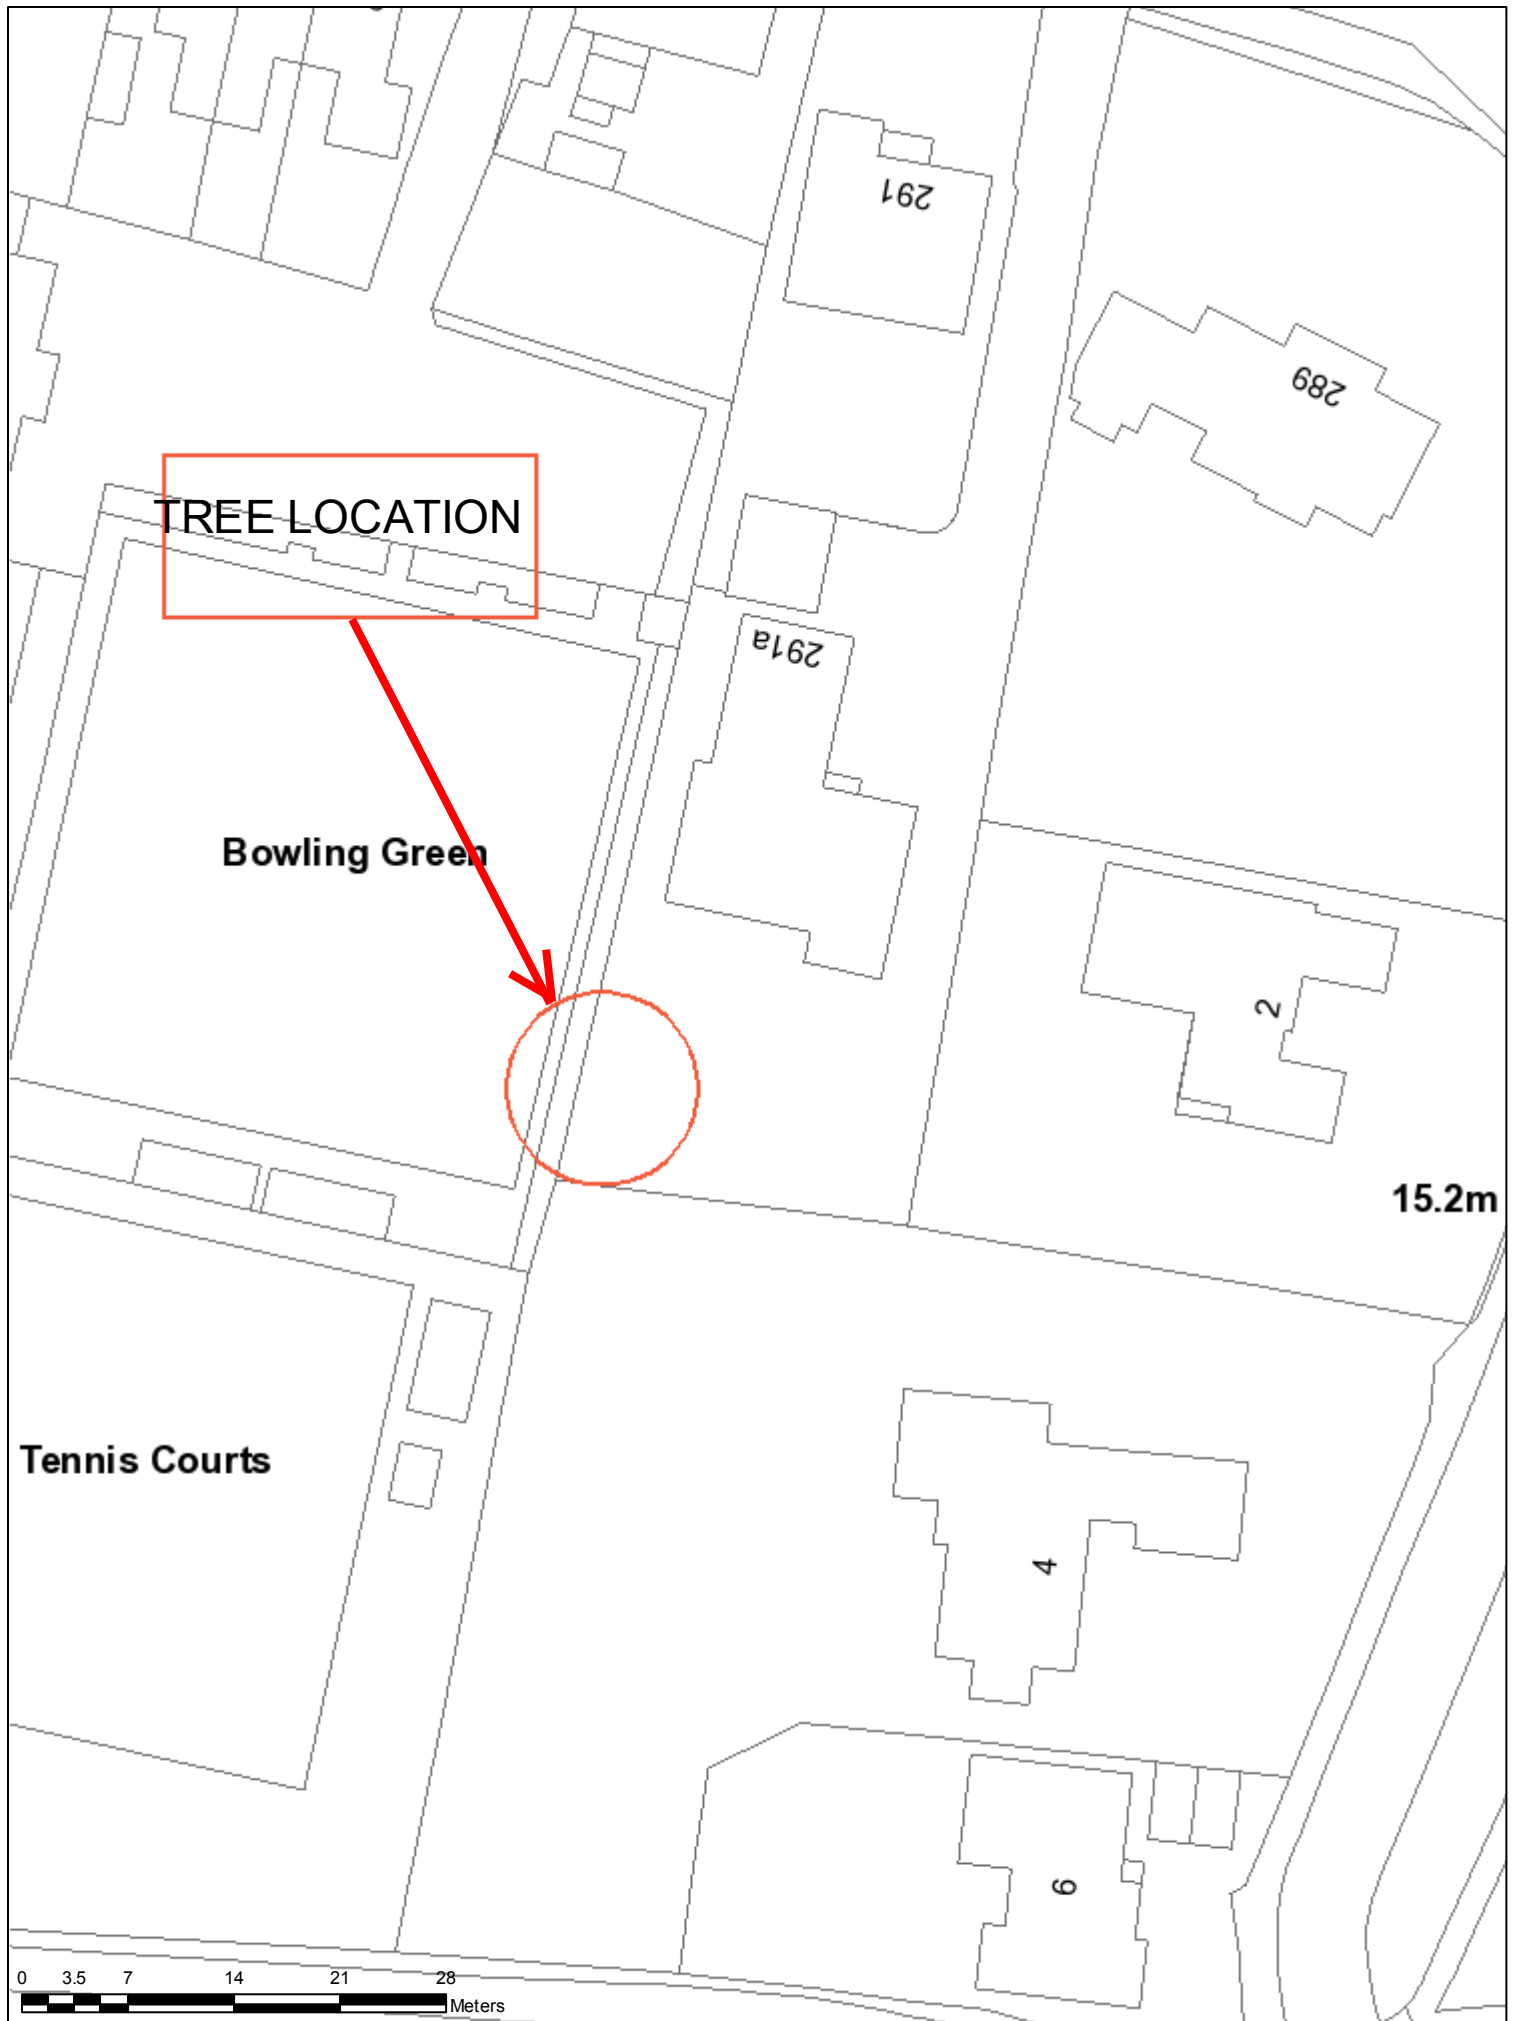 291
289
TREE LOCATION
291a
Bowling Green
2
15.2m
Tennis Courts
4
6
0 3.5 7 14 21 28
Meters